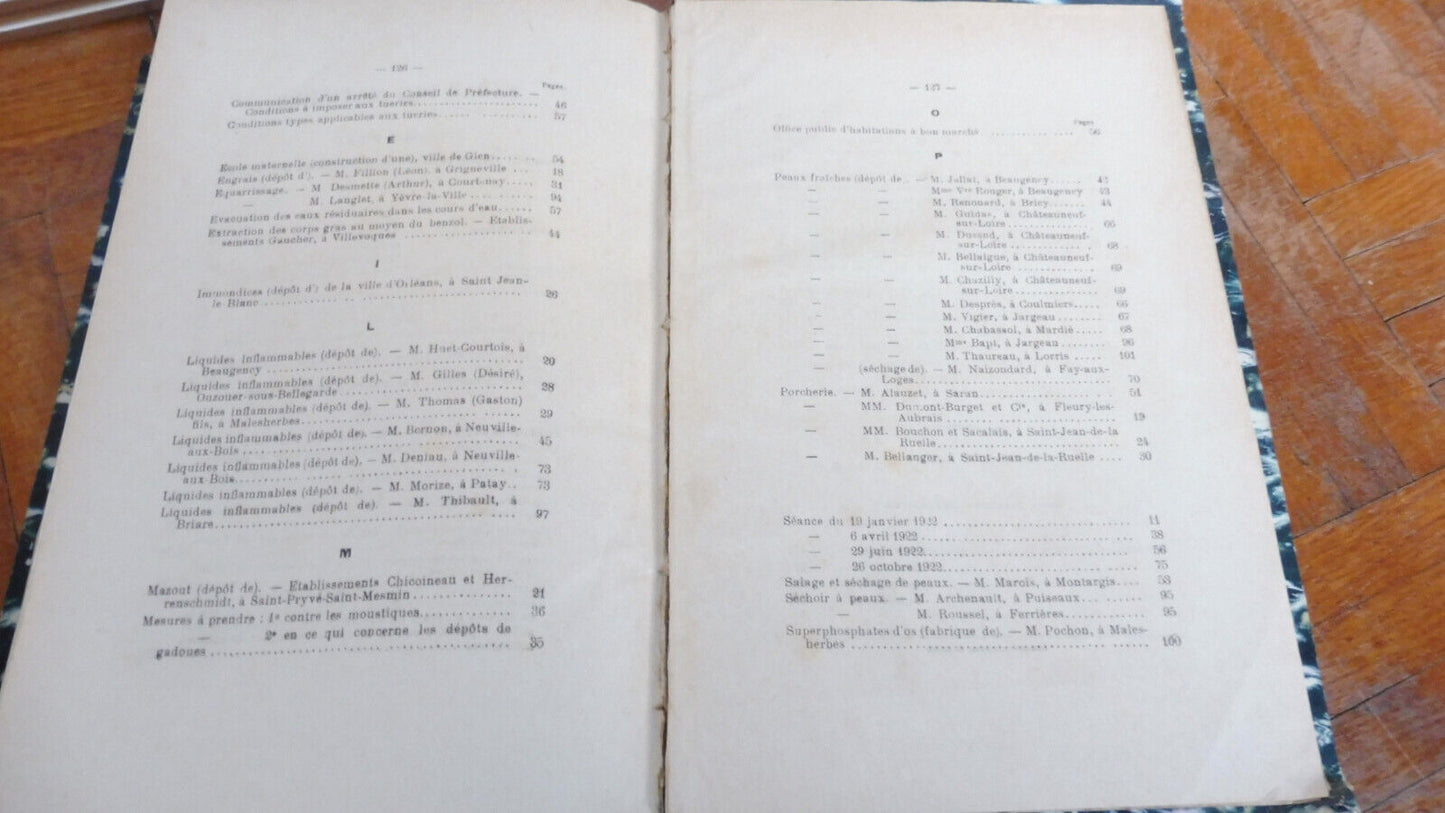 — 126 —
Pages
Communication d'un arrêté du Conseil de Préfecture. —
Conditions à imposer aux tueries.................... 46
Conditions types applicables aux tueries............ 57
E
Ecole maternelle (construction d'une), ville de Gien........ 54
Engrais (dépôt d'). — M. Fillion (Léon), à Grigneville ... 18
Equarrissage. — M. Desmette (Arthur), à Courtenay..... 31
— M. Langlet, à Yèvre-la-Ville .......... 94
Evacuation des eaux résiduaires dans les cours d'eau...... 57
Extraction des corps gras au moyen du benzol. — Etablis-
sements Gaucher, à Villevoques .................... 44
I
Immondices (dépôt d') de la ville d'Orléans, à Saint Jean-
le Blanc.................... 26
L
Liquides inflammables (dépôt de). — M. Huet-Courtois, à
Beaugency .................... 20
Liquides inflammables (dépôt de). — M. Gilles (Désiré),
Ouzouer-sous-Bellegarde .................... 28
Liquides inflammables (dépôt de). — M. Thomas (Gaston)
fils, à Malesherbes.................... 29
Liquides inflammables (dépôt de). — M. Bernon, à Neuville-
aux-Bois.................... 45
Liquides inflammables (dépôt de). — M. Deniau, à Neuville-
aux-Bois.................... 73
Liquides inflammables (dépôt de). — M. Morize, à Patay.. 73
Liquides inflammables (dépôt de). — M. Thibault, à
Briare.................... 97
M
Mazout (dépôt de). — Etablissements Chicoineau et Her-
renschmidt, à Saint-Pryvé-Saint-Mesmin .................... 21
Mesures à prendre : 1° contre les moustiques.............. 36
— 2° en ce qui concerne les dépôts de
gadoues .................... 35
— 127 —
O
Pages
Office public d'habitations à bon marché .................... 56
P
Peaux fraîches (dépôt de). — M. Jallat, à Beaugency...... 42
— — Mme Vve Ronger, à Beaugency 43
— — M. Renouard, à Bricy........ 44
— — M. Guidas, à Châteauneuf-
sur-Loire .................... 66
— — M. Durand, à Châteauneuf-
sur-Loire .................... 68
— — M. Bellaigue, à Châteauneuf-
sur-Loire .................... 69
— — M. Chazilly, à Châteauneuf-
sur-Loire .................... 69
— — M. Desprès, à Coulmiers..... 66
— — M. Vigier, à Jargeau........ 67
— — M. Chabassol, à Mardié..... 68
— — Mme Bapt, à Jargeau........ 96
— — M. Thaureau, à Lorris...... 101
— (séchage de). — M. Naizondard, à Fay-aux-
Loges.................... 70
Porcherie. — M. Alauzet, à Saran.................... 51
— MM. Dumont-Burget et Cie, à Fleury-les-
Aubrais .................... 19
— MM. Bouchon et Sacalais, à Saint-Jean-de-la
Ruelle.................... 24
— M. Bellanger, à Saint-Jean-de-la-Ruelle .... 30
Séance du 19 janvier 1922 .................... 11
— 6 avril 1922 .................... 38
— 29 juin 1922.................... 56
— 26 octobre 1922.................... 75
Salage et séchage de peaux. — M. Marois, à Montargis.... 53
Séchoir à peaux. — M. Archenault, à Puiseaux... ...... 95
— M. Roussel, à Ferrières........... 95
Superphosphates d'os (fabrique de). — M. Pochon, à Males-
herbes .................... 100